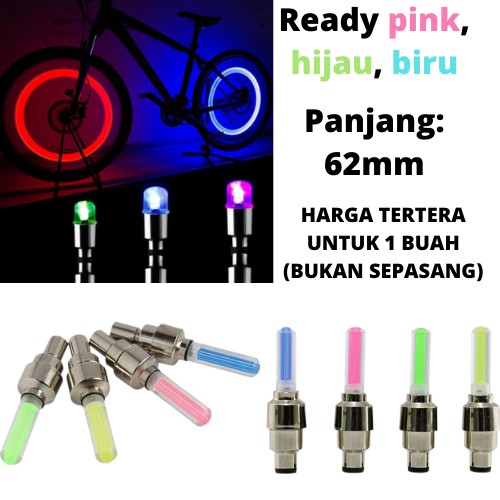 Ready pink,
hijau, biru
Panjang:
62mm
HARGA TERTERA
UNTUK 1 BUAH
(BUKAN SEPASANG)